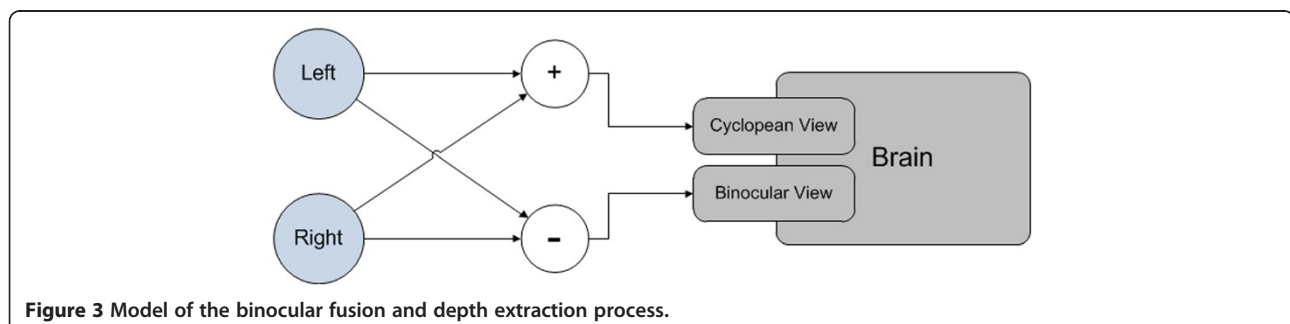 Left
+
Cyclopean View
Brain
Binocular View
Right
-
Figure 3 Model of the binocular fusion and depth extraction process.